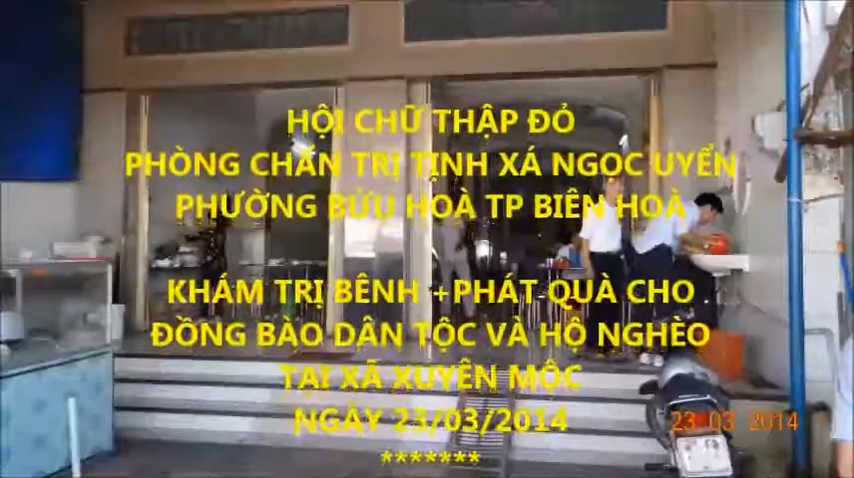 HỘI CHỮ THẬP ĐỎ
PHÒNG CHẨN TRỊ TỊNH XÁ NGỌC UYỂN
PHƯỜNG BỬU HOÀ TP BIÊN HOÀ
KHÁM TRỊ BÊNH +PHÁT QUÀ CHO
ĐỒNG BÀO DÂN TỘC VÀ HỘ NGHÈO
TẠI XÃ XUYÊN MỘC
NGÀY 23/03/2014
*******
23 03 2014